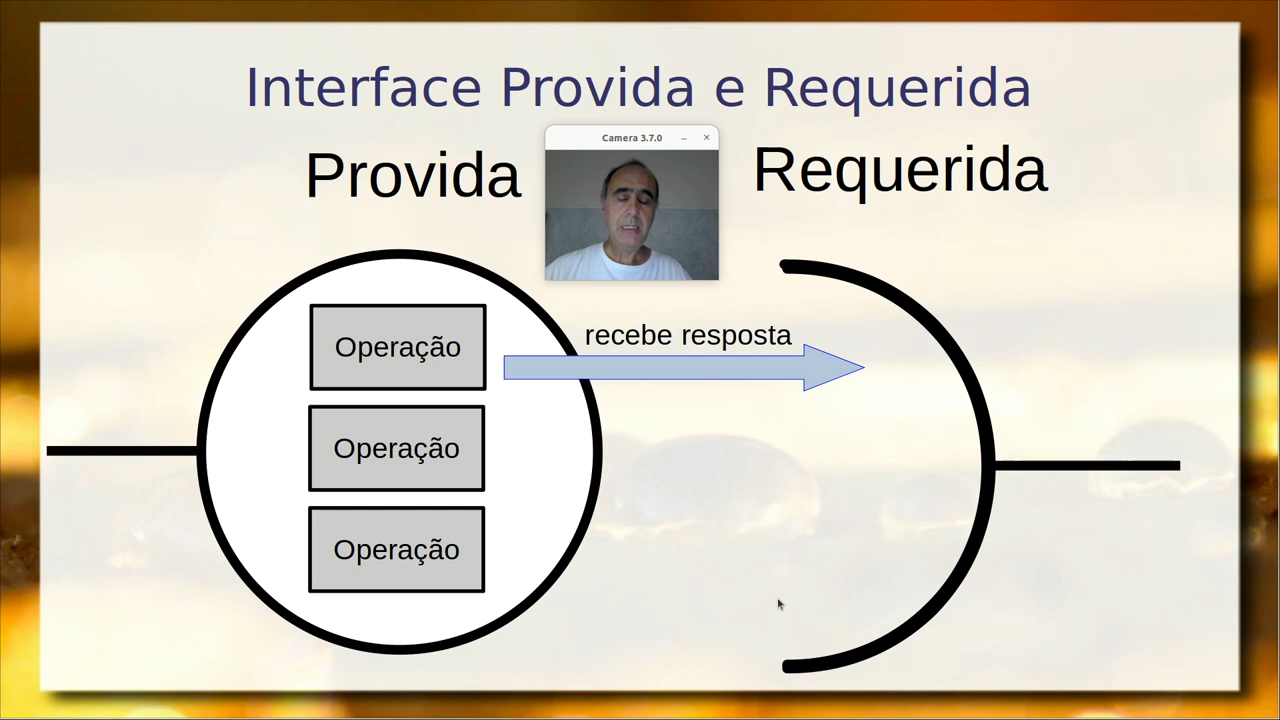 Interface Provida e Requerida
Provida
Camera 3.7.0
Requerida
recebe resposta
Operação
Operação
Operação